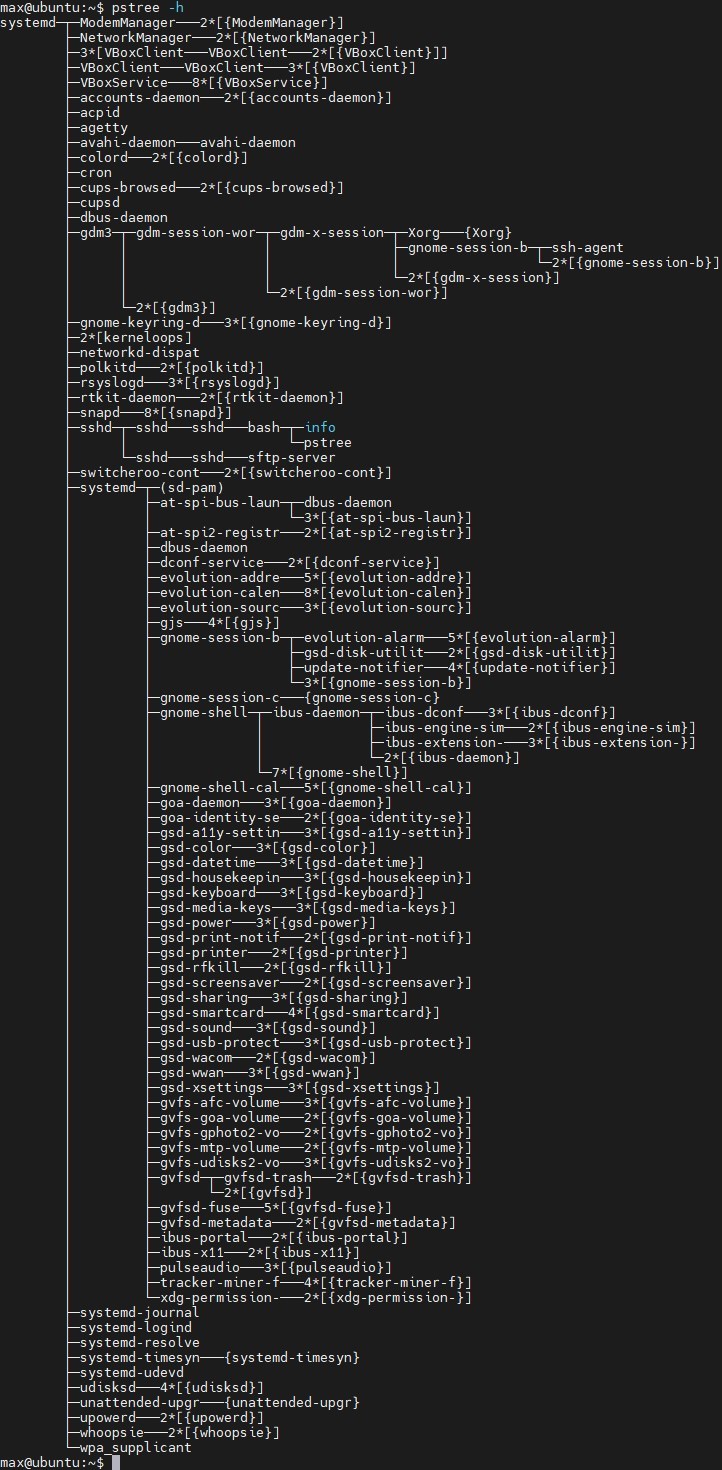 max@ubuntu:~$ pstree -h
systemd─┬─ModemManager───2*[{ModemManager}]
        ├─NetworkManager───2*[{NetworkManager}]
        ├─3*[VBoxClient───VBoxClient───2*[{VBoxClient}]]
        ├─VBoxClient───VBoxClient───3*[{VBoxClient}]
        ├─VBoxService───8*[{VBoxService}]
        ├─accounts-daemon───2*[{accounts-daemon}]
        ├─acpid
        ├─agetty
        ├─avahi-daemon───avahi-daemon
        ├─colord───2*[{colord}]
        ├─cron
        ├─cups-browsed───2*[{cups-browsed}]
        ├─cupsd
        ├─dbus-daemon
        ├─gdm3─┬─gdm-session-wor─┬─gdm-x-session─┬─Xorg───{Xorg}
        │      │                 │               ├─gnome-session-b─┬─ssh-agent
        │      │                 │               │                 └─2*[{gnome-session-b}]
        │      │                 │               └─2*[{gdm-x-session}]
        │      │                 └─2*[{gdm-session-wor}]
        │      └─2*[{gdm3}]
        ├─gnome-keyring-d───3*[{gnome-keyring-d}]
        ├─2*[kerneloops]
        ├─networkd-dispat
        ├─polkitd───2*[{polkitd}]
        ├─rsyslogd───3*[{rsyslogd}]
        ├─rtkit-daemon───2*[{rtkit-daemon}]
        ├─snapd───8*[{snapd}]
        ├─sshd─┬─sshd───sshd───bash─┬─info
        │      │                    └─pstree
        │      └─sshd───sshd───sftp-server
        ├─switcheroo-cont───2*[{switcheroo-cont}]
        ├─systemd─┬─(sd-pam)
        │         ├─at-spi-bus-laun─┬─dbus-daemon
        │         │                 └─3*[{at-spi-bus-laun}]
        │         ├─at-spi2-registr───2*[{at-spi2-registr}]
        │         ├─dbus-daemon
        │         ├─dconf-service───2*[{dconf-service}]
        │         ├─evolution-addre───5*[{evolution-addre}]
        │         ├─evolution-calen───8*[{evolution-calen}]
        │         ├─evolution-sourc───3*[{evolution-sourc}]
        │         ├─gjs───4*[{gjs}]
        │         ├─gnome-session-b─┬─evolution-alarm───5*[{evolution-alarm}]
        │         │                 ├─gsd-disk-utilit───2*[{gsd-disk-utilit}]
        │         │                 ├─update-notifier───4*[{update-notifier}]
        │         │                 └─3*[{gnome-session-b}]
        │         ├─gnome-session-c───{gnome-session-c}
        │         ├─gnome-shell─┬─ibus-daemon─┬─ibus-dconf───3*[{ibus-dconf}]
        │         │             │             ├─ibus-engine-sim───2*[{ibus-engine-sim}]
        │         │             │             ├─ibus-extension-───3*[{ibus-extension-}]
        │         │             │             └─2*[{ibus-daemon}]
        │         │             └─7*[{gnome-shell}]
        │         ├─gnome-shell-cal───5*[{gnome-shell-cal}]
        │         ├─goa-daemon───3*[{goa-daemon}]
        │         ├─goa-identity-se───2*[{goa-identity-se}]
        │         ├─gsd-a11y-settin───3*[{gsd-a11y-settin}]
        │         ├─gsd-color───3*[{gsd-color}]
        │         ├─gsd-datetime───3*[{gsd-datetime}]
        │         ├─gsd-housekeepin───3*[{gsd-housekeepin}]
        │         ├─gsd-keyboard───3*[{gsd-keyboard}]
        │         ├─gsd-media-keys───3*[{gsd-media-keys}]
        │         ├─gsd-power───3*[{gsd-power}]
        │         ├─gsd-print-notif───2*[{gsd-print-notif}]
        │         ├─gsd-printer───2*[{gsd-printer}]
        │         ├─gsd-rfkill───2*[{gsd-rfkill}]
        │         ├─gsd-screensaver───2*[{gsd-screensaver}]
        │         ├─gsd-sharing───3*[{gsd-sharing}]
        │         ├─gsd-smartcard───4*[{gsd-smartcard}]
        │         ├─gsd-sound───3*[{gsd-sound}]
        │         ├─gsd-usb-protect───3*[{gsd-usb-protect}]
        │         ├─gsd-wacom───2*[{gsd-wacom}]
        │         ├─gsd-wwan───3*[{gsd-wwan}]
        │         ├─gsd-xsettings───3*[{gsd-xsettings}]
        │         ├─gvfs-afc-volume───3*[{gvfs-afc-volume}]
        │         ├─gvfs-goa-volume───2*[{gvfs-goa-volume}]
        │         ├─gvfs-gphoto2-vo───2*[{gvfs-gphoto2-vo}]
        │         ├─gvfs-mtp-volume───2*[{gvfs-mtp-volume}]
        │         ├─gvfs-udisks2-vo───3*[{gvfs-udisks2-vo}]
        │         ├─gvfsd─┬─gvfsd-trash───2*[{gvfsd-trash}]
        │         │       └─2*[{gvfsd}]
        │         ├─gvfsd-fuse───5*[{gvfsd-fuse}]
        │         ├─gvfsd-metadata───2*[{gvfsd-metadata}]
        │         ├─ibus-portal───2*[{ibus-portal}]
        │         ├─ibus-x11───2*[{ibus-x11}]
        │         ├─pulseaudio───3*[{pulseaudio}]
        │         ├─tracker-miner-f───4*[{tracker-miner-f}]
        │         └─xdg-permission-───2*[{xdg-permission-}]
        ├─systemd-journal
        ├─systemd-logind
        ├─systemd-resolve
        ├─systemd-timesyn───{systemd-timesyn}
        ├─systemd-udevd
        ├─udisksd───4*[{udisksd}]
        ├─unattended-upgr───{unattended-upgr}
        ├─upowerd───2*[{upowerd}]
        ├─whoopsie───2*[{whoopsie}]
        └─wpa_supplicant
max@ubuntu:~$